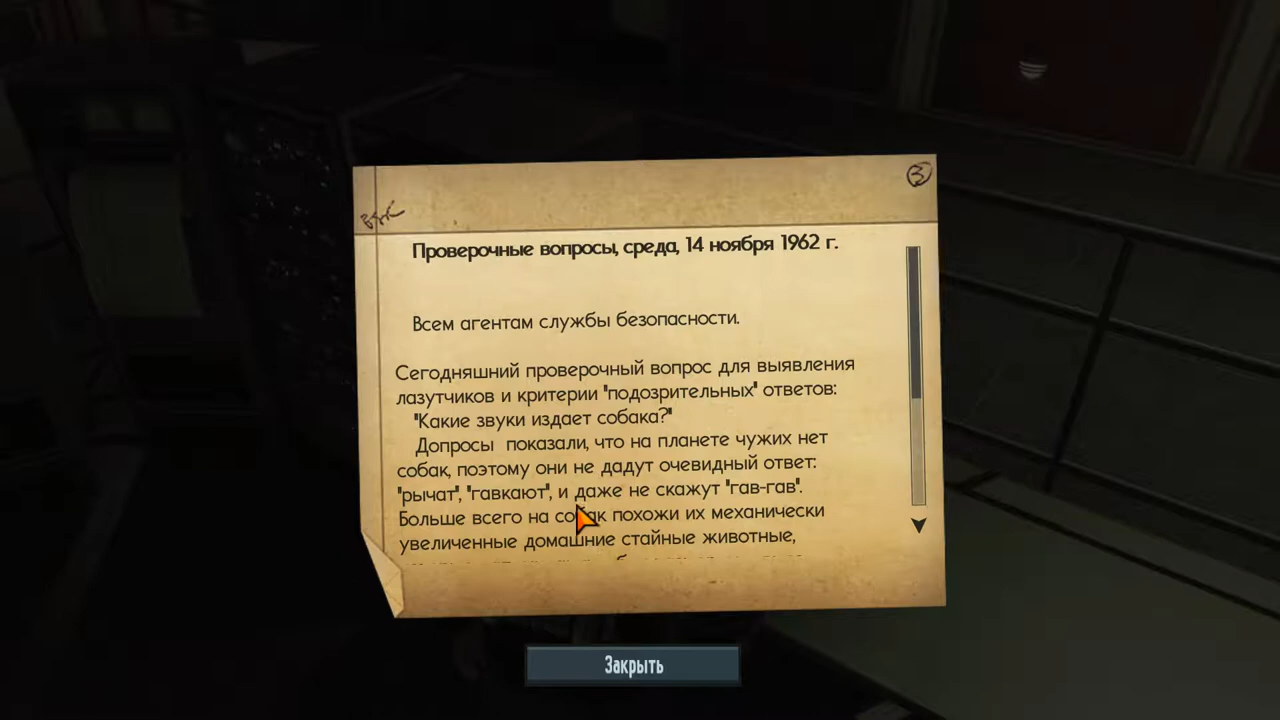 3
Проверочные вопросы, среда, 14 ноября 1962 г.
Всем агентам службы безопасности.
Сегодняшний проверочный вопрос для выявления
лазутчиков и критерии "подозрительных" ответов:
"Какие звуки издает собака?"
Допросы показали, что на планете чужих нет
собак, поэтому они не дадут очевидный ответ:
"рычат", "гавкают", и даже не скажут "гав-гав".
Больше всего на собак похожи их механически
увеличенные домашние стайные животные,
Закрыть